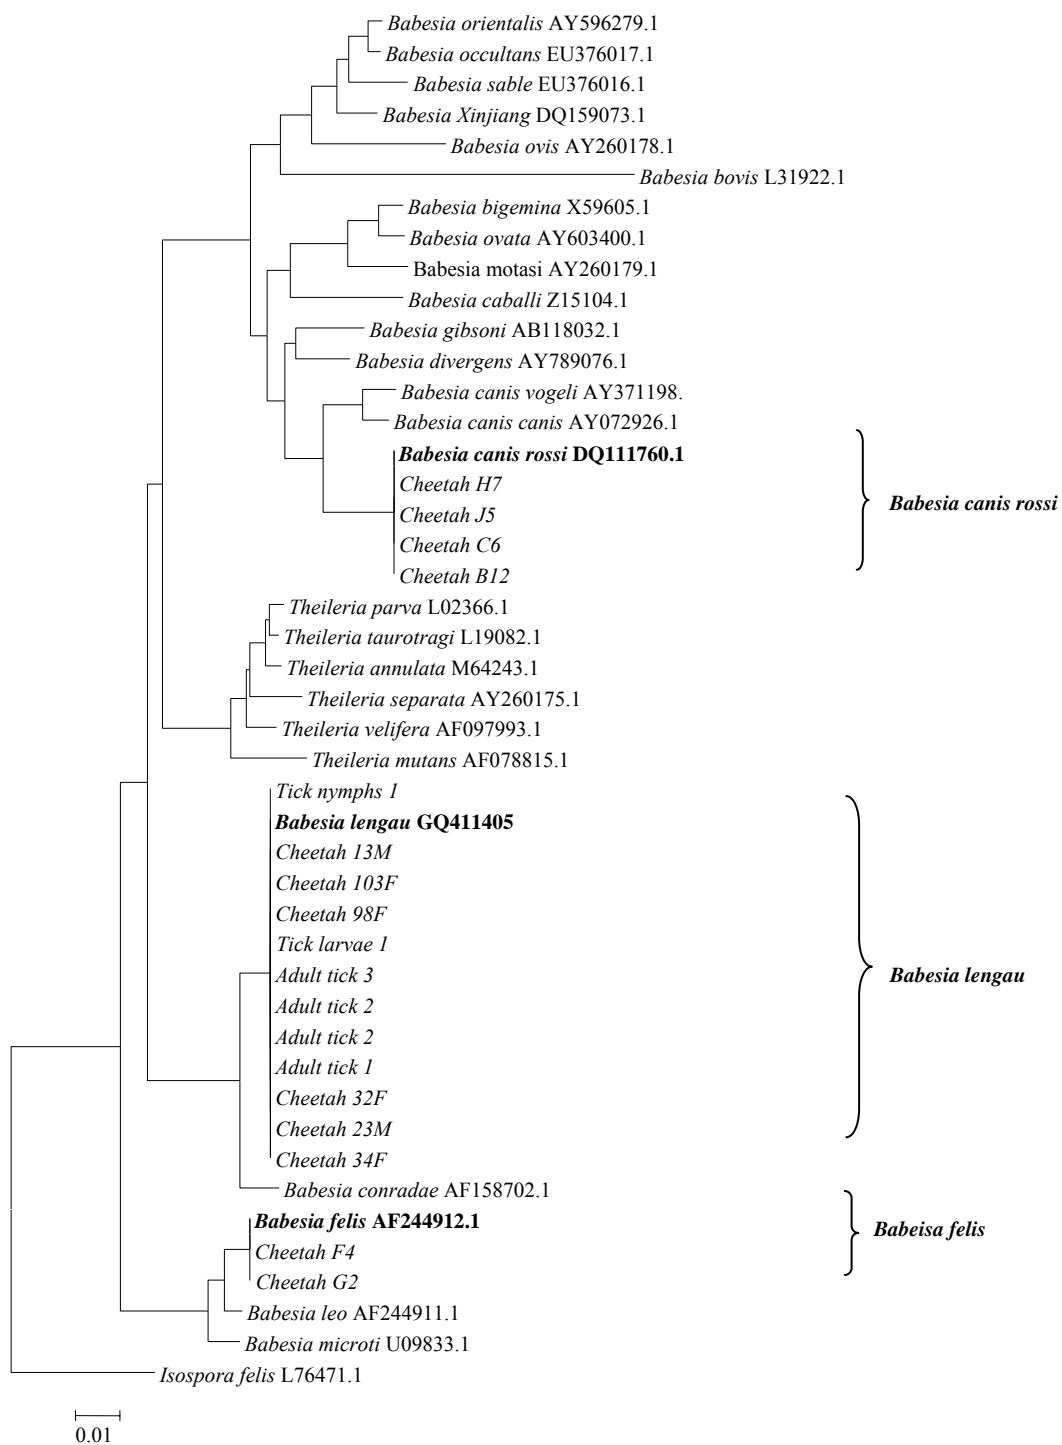 Babesia orientalis AY596279.1
Babesia occultans EU376017.1
Babesia sable EU376016.1
Babesia Xinjiang DQ159073.1
Babesia ovis AY260178.1
Babesia bovis L31922.1
Babesia bigemina X59605.1
Babesia ovata AY603400.1
Babesia motasi AY260179.1
Babesia caballi Z15104.1
Babesia gibsoni AB118032.1
Babesia divergens AY789076.1
Babesia canis vogeli AY371198.
Babesia canis canis AY072926.1
Babesia canis rossi DQ111760.1
Cheetah H7
Cheetah J5
Cheetah C6
Cheetah B12
Babesia canis rossi
Theileria parva L02366.1
Theileria taurotragi L19082.1
Theileria annulata M64243.1
Theileria separata AY260175.1
Theileria velifera AF097993.1
Theileria mutans AF078815.1
Tick nymphs 1
Babesia lengau GQ411405
Cheetah 13M
Cheetah 103F
Cheetah 98F
Tick larvae 1
Adult tick 3
Adult tick 2
Adult tick 2
Adult tick 1
Cheetah 32F
Cheetah 23M
Cheetah 34F
Babesia lengau
Babesia conradae AF158702.1
Babesia felis AF244912.1
Cheetah F4
Cheetah G2
Babeisa felis
Babesia leo AF244911.1
Babesia microti U09833.1
Isospora felis L76471.1
0.01